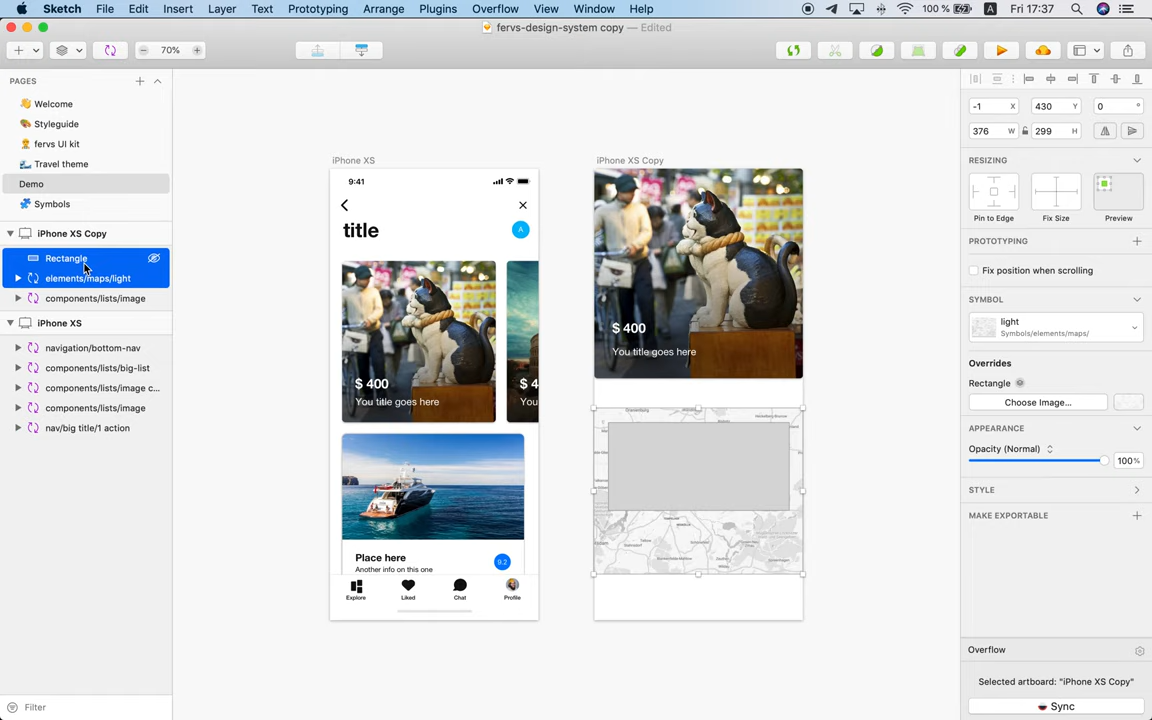 Sketch File Edit Insert Layer Text Prototyping Arrange Plugins Overflow View Window Help 100 % A Fri 17:37
fervs-design-system copy — Edited
70%
PAGES
Welcome
Styleguide
fervs UI kit
Travel theme
Demo
Symbols
iPhone XS Copy
Rectangle
elements/maps/light
components/lists/image
iPhone XS
navigation/bottom-nav
components/lists/big-list
components/lists/image c...
components/lists/image
nav/big title/1 action
Filter
iPhone XS
9:41
title
A
$ 400
You title goes here
$ 4
You
Place here
Another info on this one
9.2
Explore Liked Chat Profile
iPhone XS Copy
$ 400
You title goes here
-1 X 430 Y 0 °
376 W 299 H
RESIZING
Pin to Edge Fix Size Preview
PROTOTYPING
Fix position when scrolling
SYMBOL
light
Symbols/elements/maps/
Overrides
Rectangle
Choose Image...
APPEARANCE
Opacity (Normal)
100%
STYLE
MAKE EXPORTABLE
Overflow
Selected artboard: "iPhone XS Copy"
Sync